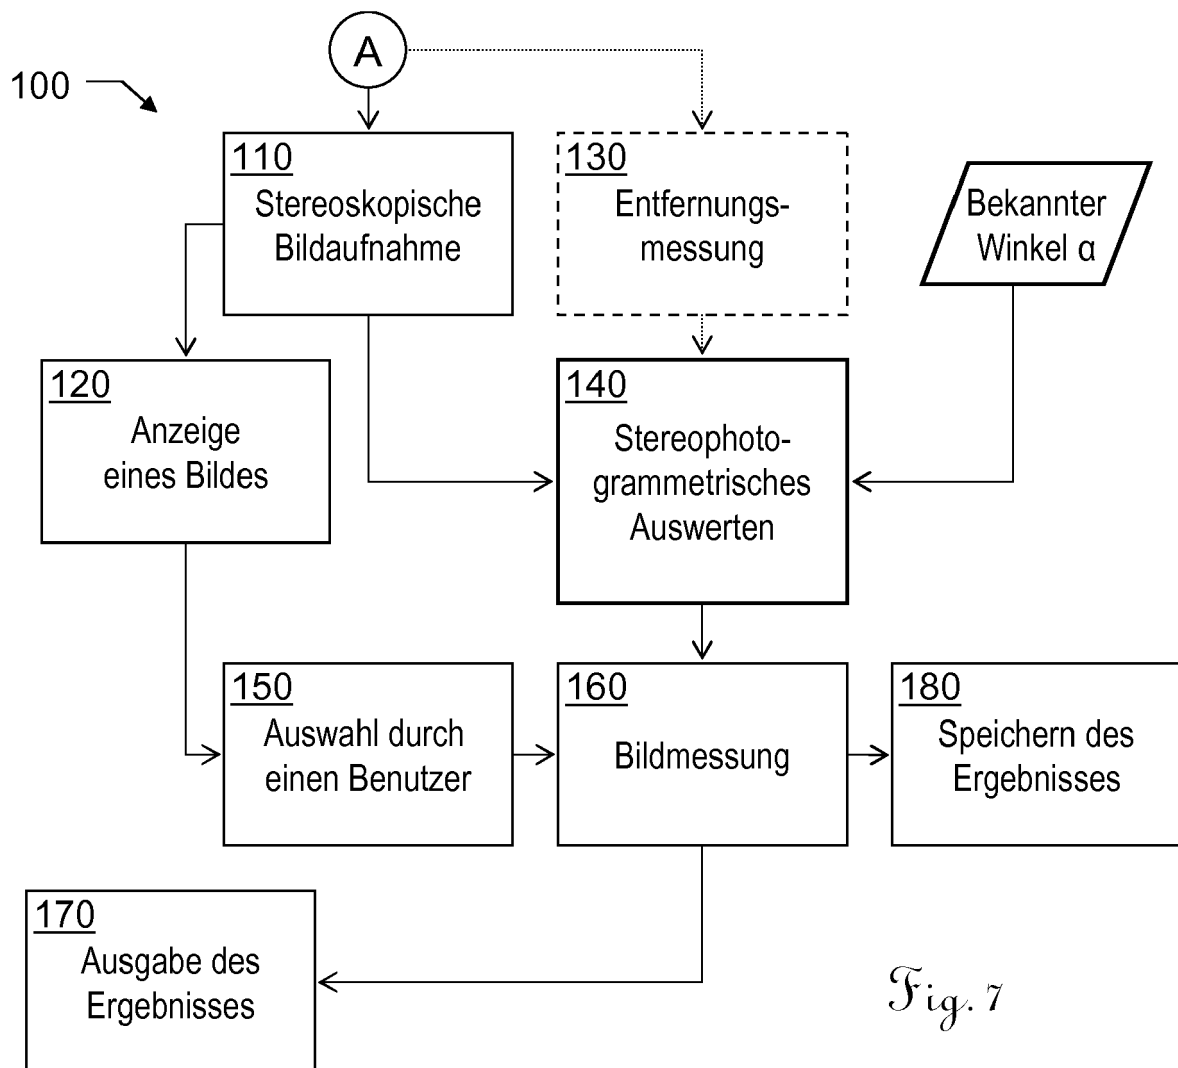 A
100
110
Stereoskopische
Bildaufnahme
130
Entfernungs-
messung
Bekannter
Winkel α
120
Anzeige
eines Bildes
140
Stereophoto-
grammetrisches
Auswerten
150
Auswahl durch
einen Benutzer
160
Bildmessung
180
Speichern des
Ergebnisses
170
Ausgabe des
Ergebnisses
Fig. 7